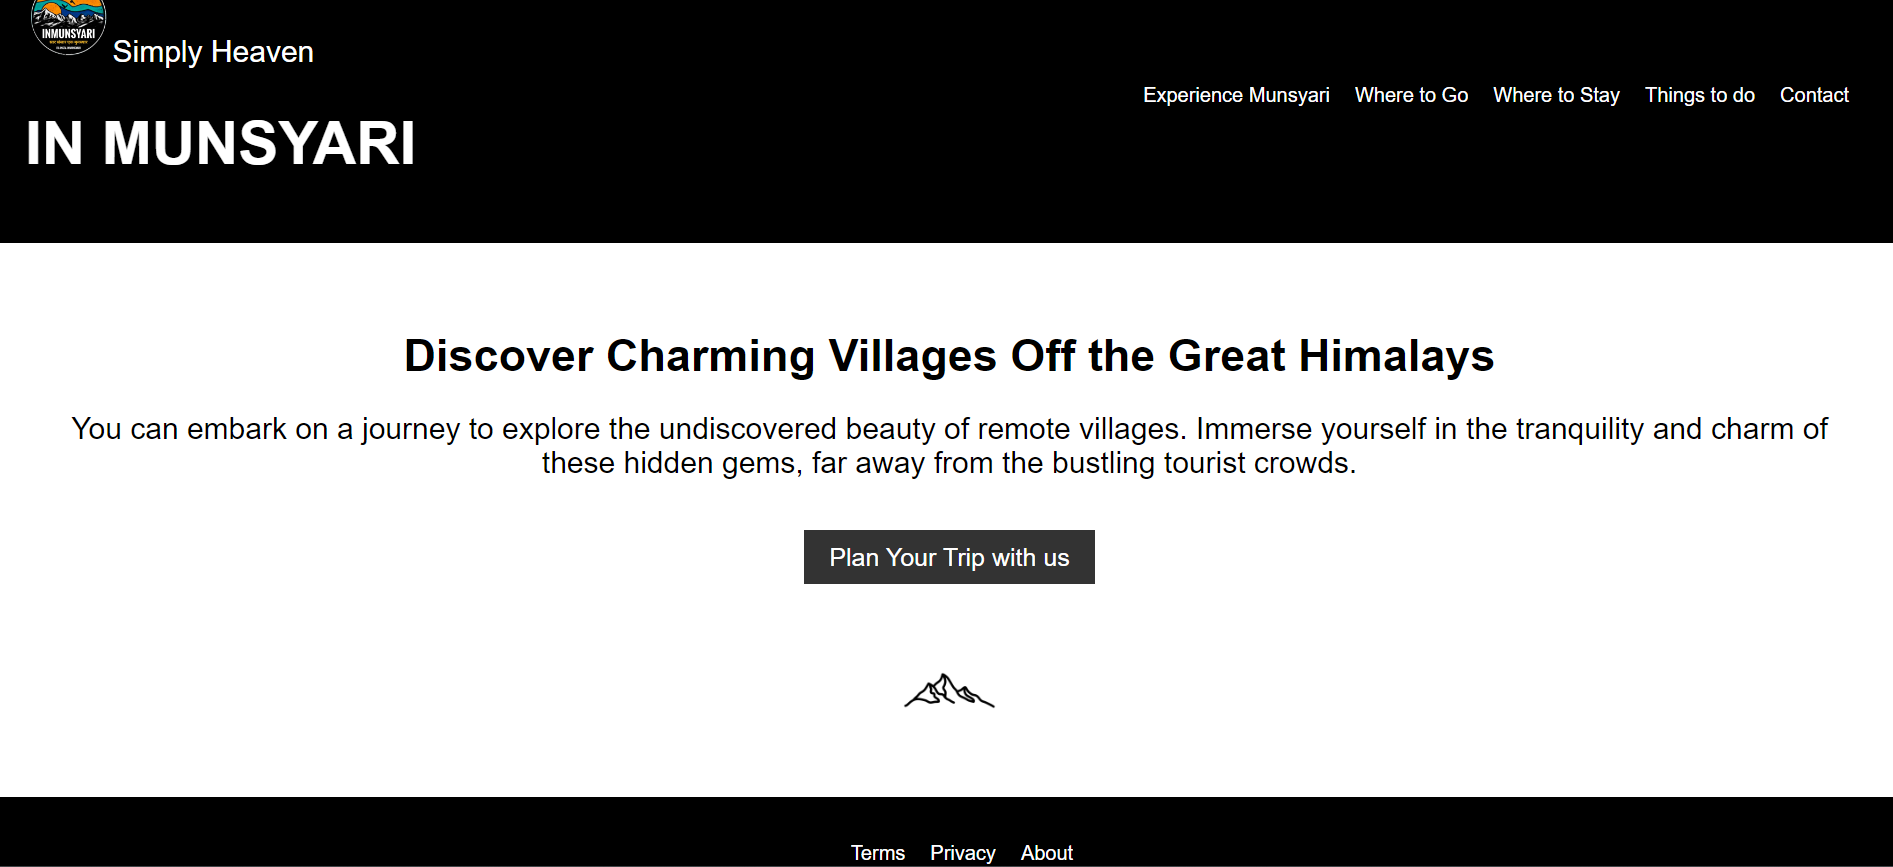 INMUNSYARI
Simply Heaven
Experience Munsyari Where to Go Where to Stay Things to do Contact
IN MUNSYARI
Discover Charming Villages Off the Great Himalays
You can embark on a journey to explore the undiscovered beauty of remote villages. Immerse yourself in the tranquility and charm of
these hidden gems, far away from the bustling tourist crowds.
Plan Your Trip with us
Terms Privacy About